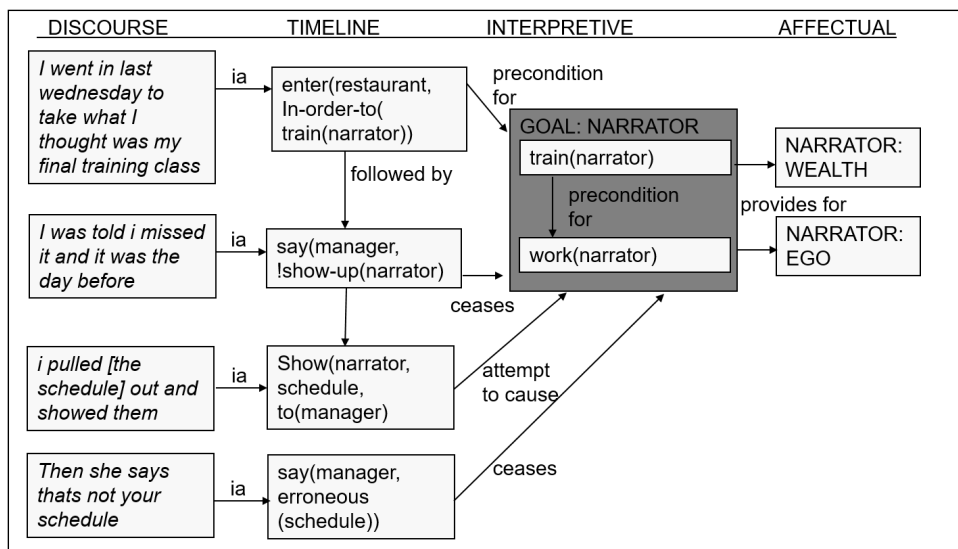 DISCOURSE TIMELINE INTERPRETIVE AFFECTUAL
I went in last
wednesday to
take what I
thought was my
final training class
ia
enter(restaurant,
In-order-to(
train(narrator))
precondition
for
GOAL: NARRATOR
train(narrator)
precondition
for
work(narrator)
NARRATOR:
WEALTH
provides for
NARRATOR:
EGO
followed by
I was told i missed
it and it was the
day before
ia
say(manager,
!show-up(narrator)
ceases
i pulled [the
schedule] out and
showed them
ia
Show(narrator,
schedule,
to(manager)
attempt
to cause
Then she says
thats not your
schedule
ia
say(manager,
erroneous
(schedule))
ceases